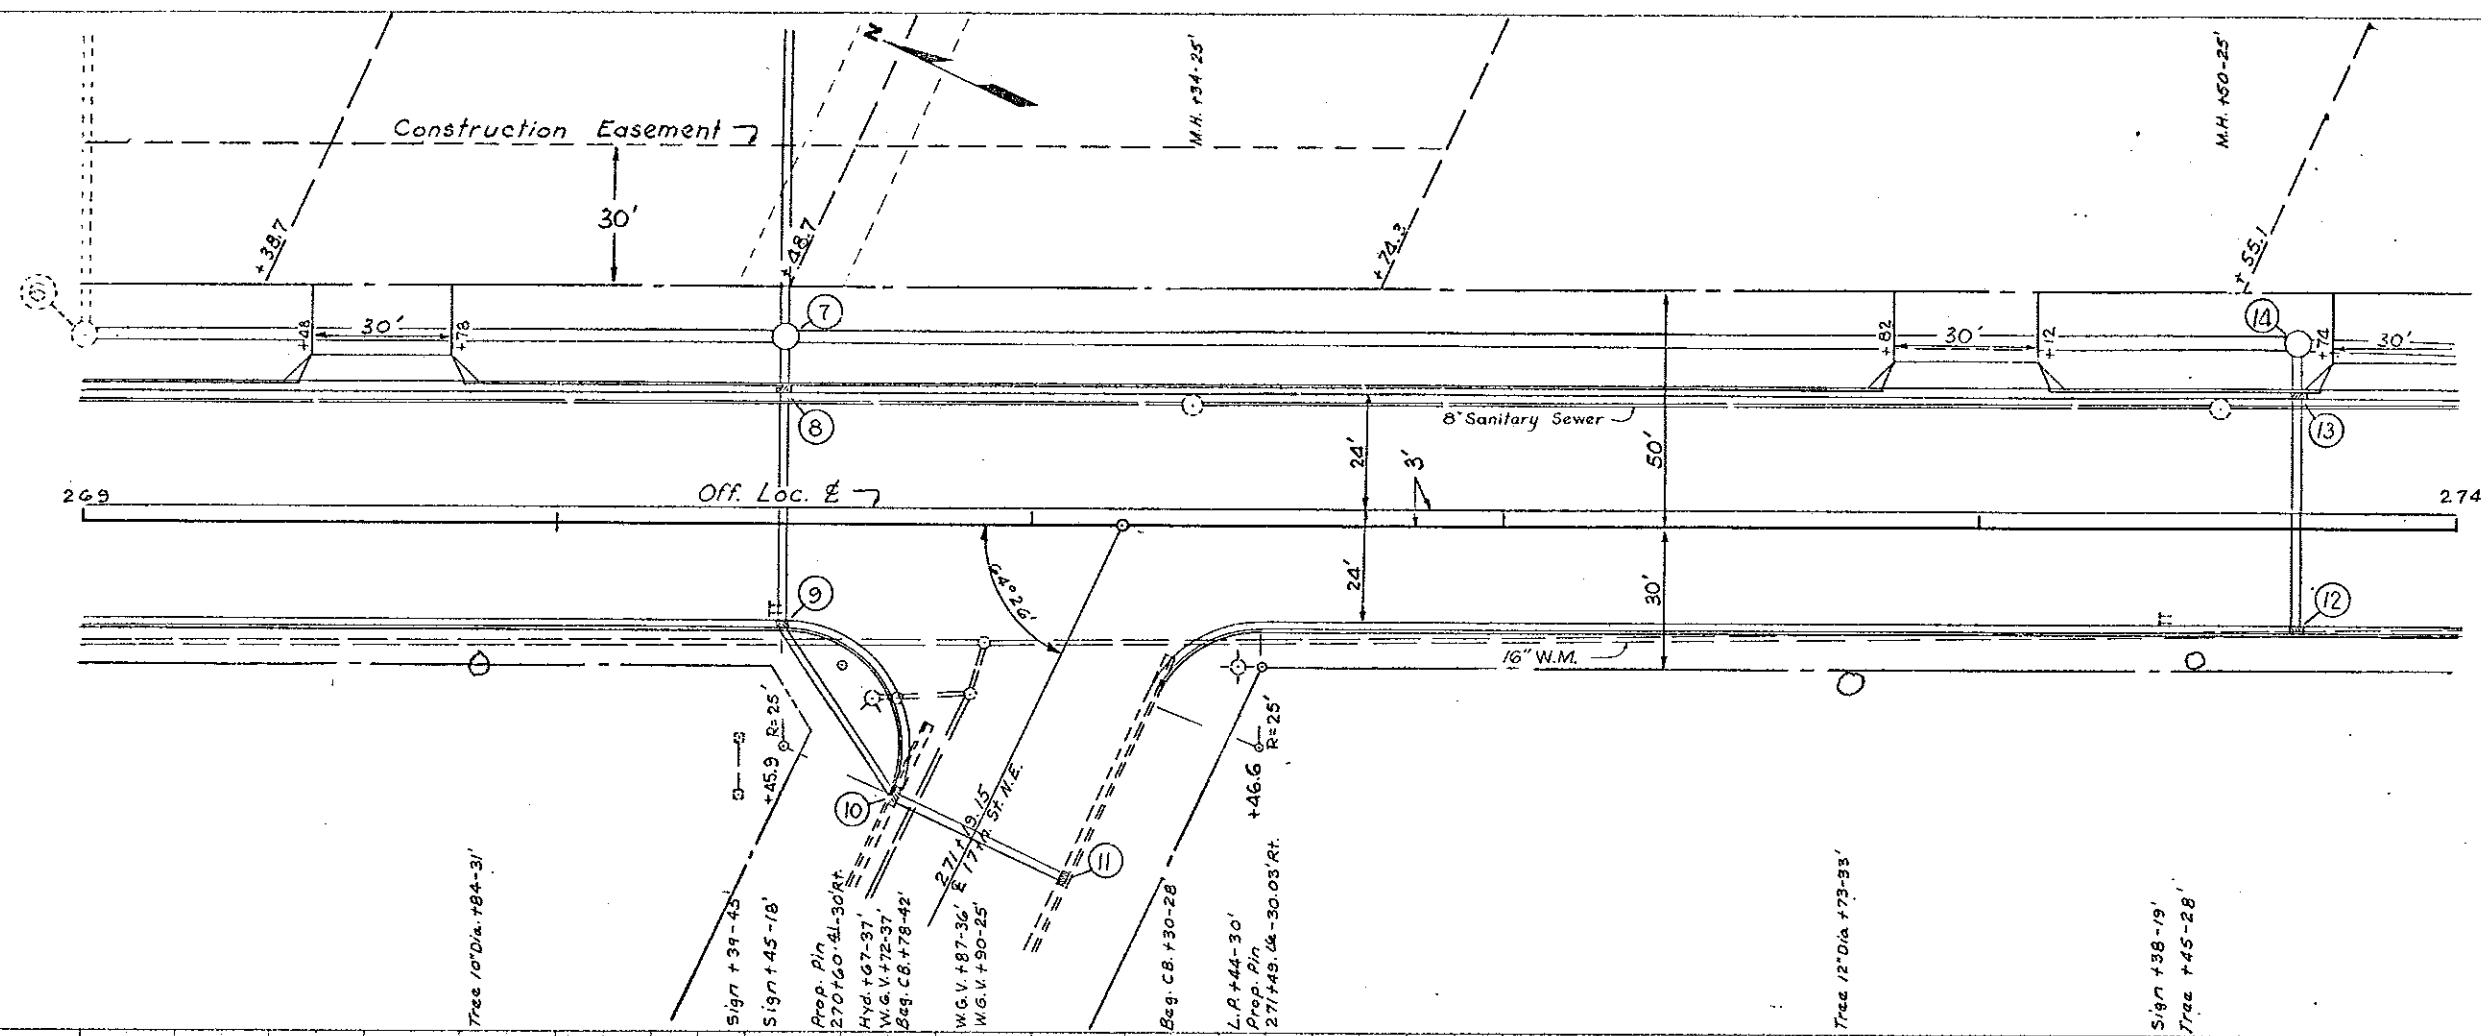 N
M.H. +34-25'
M.H. +50-25'
Construction Easement
30'
+38.7
+48.7
+74.3
+55.1
7
14
+48
30'
+78
+82
30'
+12
+74
30'
8
8" Sanitary Sewer
13
24'
3'
50'
269
Off. Loc. ℄
274
64°26'
24'
30'
9
12
16" W.M.
+45.9 R=25'
+46.6 R=25'
10
11
271+19.15
℄ 17th St. N.E.
Tree 10"Dia. +84-31'
Sign +39-43'
Sign +45-18'
Prop. Pin
270+60.41-30'Rt.
Hyd. +67-37'
W.G.V. +72-37'
Beg. C.B. +78-42'
W.G.V. +87-36'
W.G.V. +90-25'
Beg. C.B. +30-28'
L.P. +44-30'
Prop. Pin
271+49.66-30.03'Rt.
Tree 12"Dia +73-33'
Sign +38-19'
Tree +45-28'